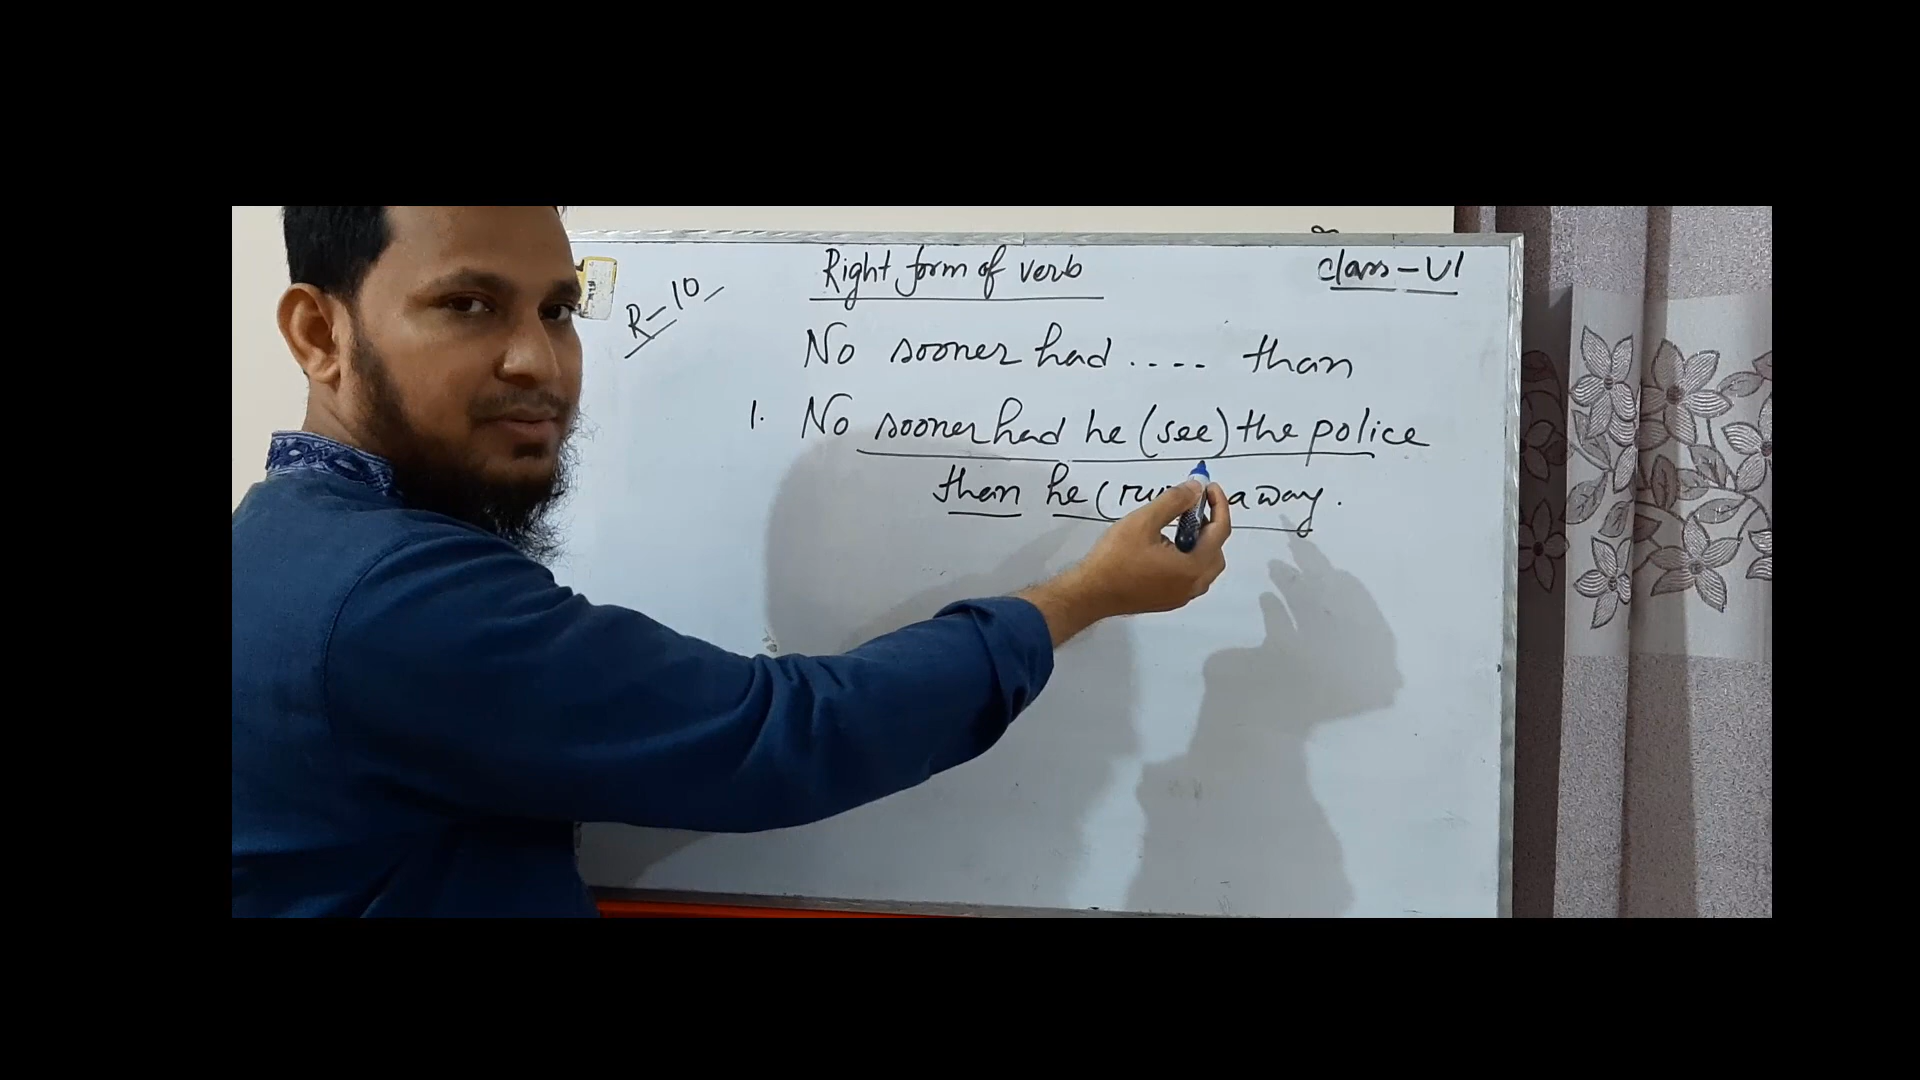 Right form of verb
class-VI
R-10
No sooner had .... than
1. No sooner had he (see) the police
than he ( away.